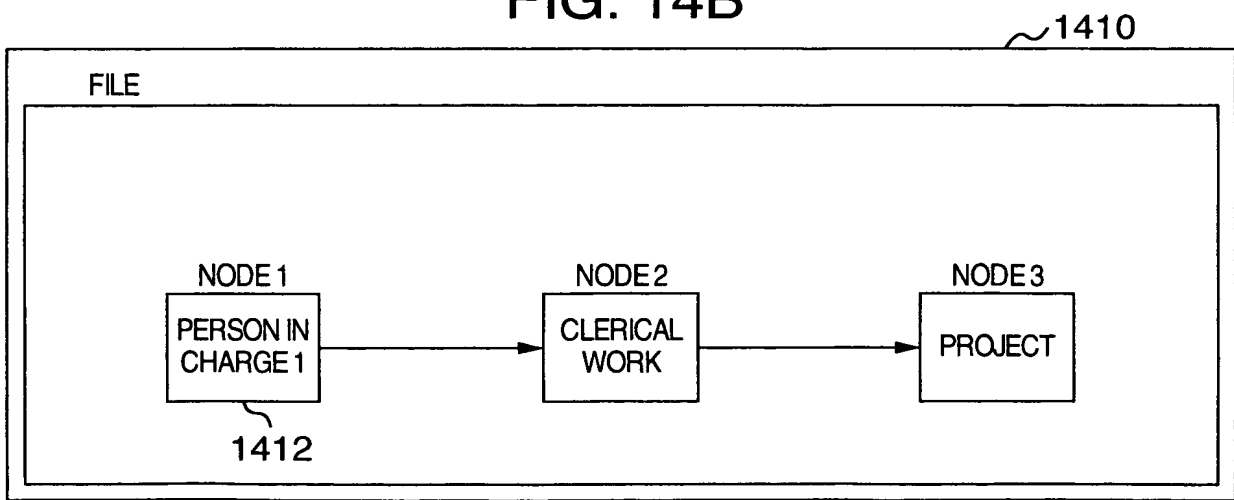 FIG. 14B
1410
FILE
NODE 1
NODE 2
NODE 3
PERSON IN
CHARGE 1
CLERICAL
WORK
PROJECT
1412